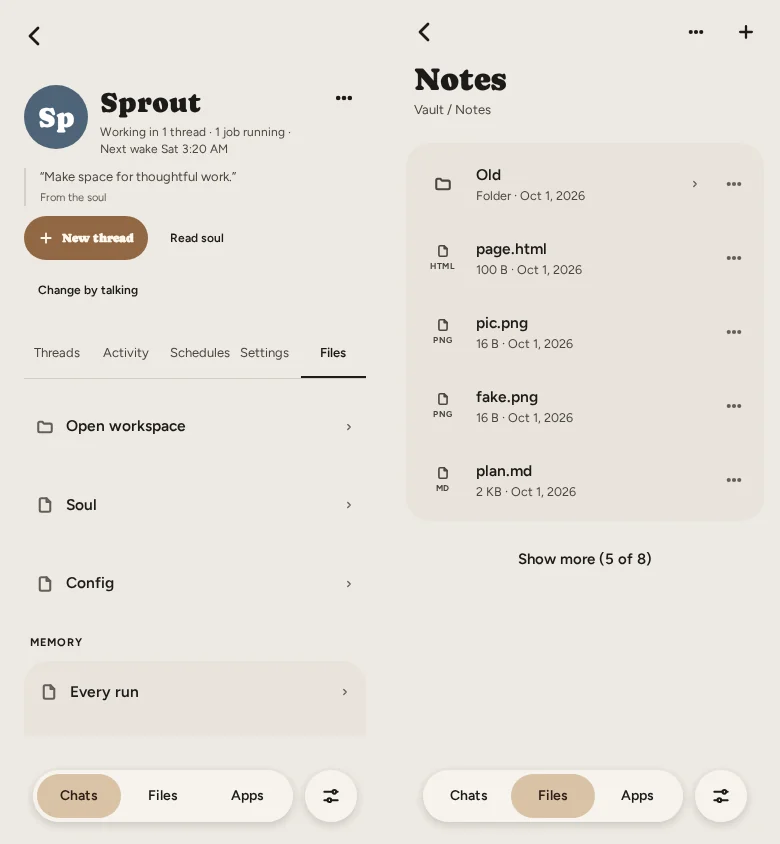 Sp
Sprout
Working in 1 thread · 1 job running ·
Next wake Sat 3:20 AM
“Make space for thoughtful work.”
From the soul
New thread
Read soul
Change by talking
Threads
Activity
Schedules
Settings
Files
Open workspace
Soul
Config
MEMORY
Every run
Chats
Files
Apps
Notes
Vault / Notes
Old
Folder · Oct 1, 2026
page.html
HTML
100 B · Oct 1, 2026
pic.png
PNG
16 B · Oct 1, 2026
fake.png
PNG
16 B · Oct 1, 2026
plan.md
MD
2 KB · Oct 1, 2026
Show more (5 of 8)
Chats
Files
Apps